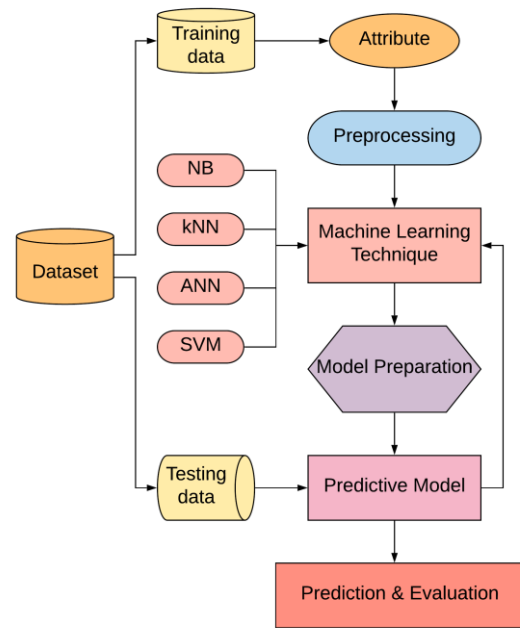 Training
data
Attribute
Preprocessing
NB
kNN
ANN
SVM
Machine Learning
Technique
Dataset
Model Preparation
Testing
data
Predictive Model
Prediction & Evaluation